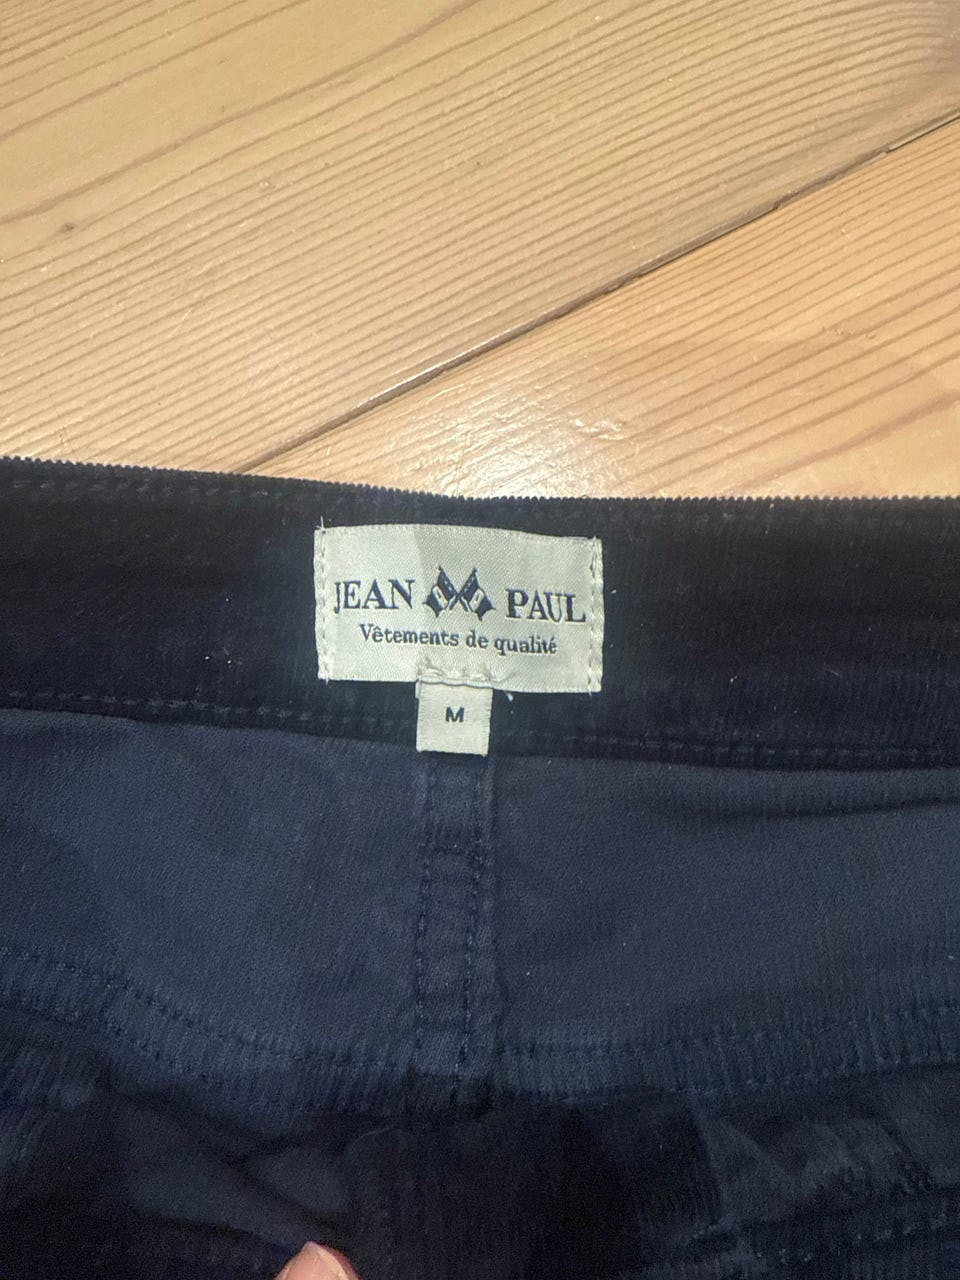 JEAN PAUL
Vêtements de qualité
M